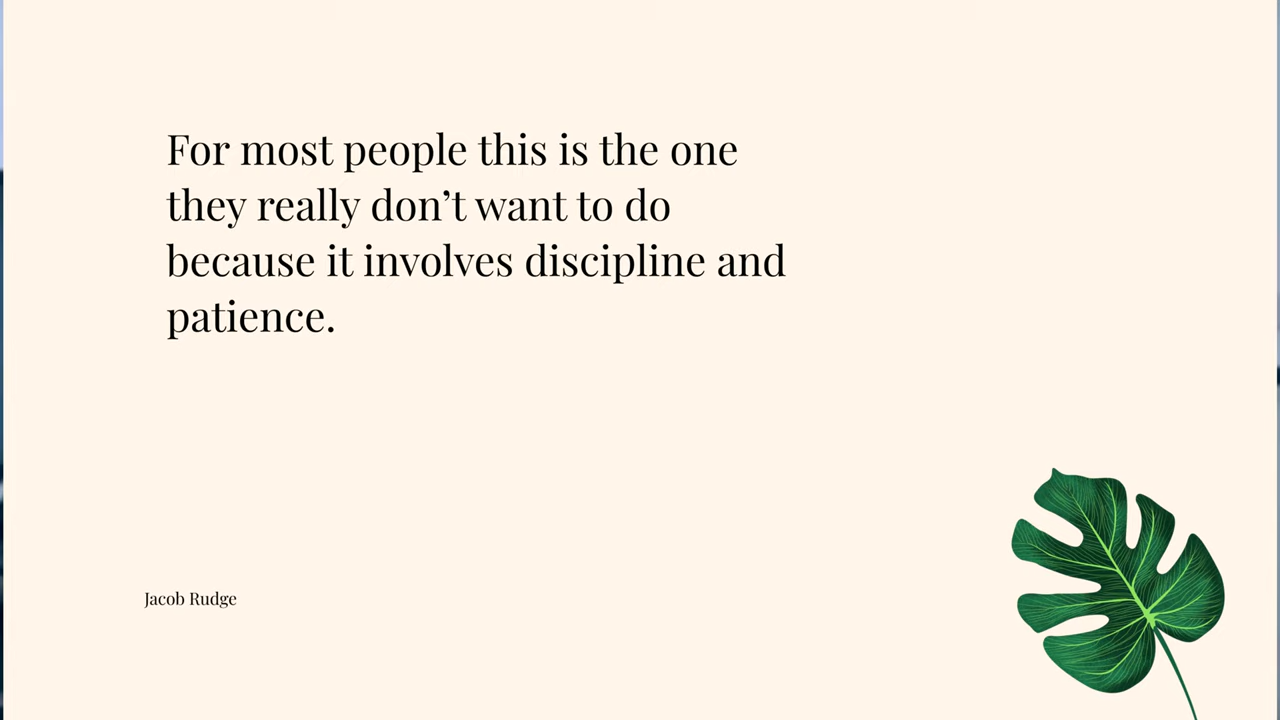 For most people this is the one
they really don’t want to do
because it involves discipline and
patience.
Jacob Rudge